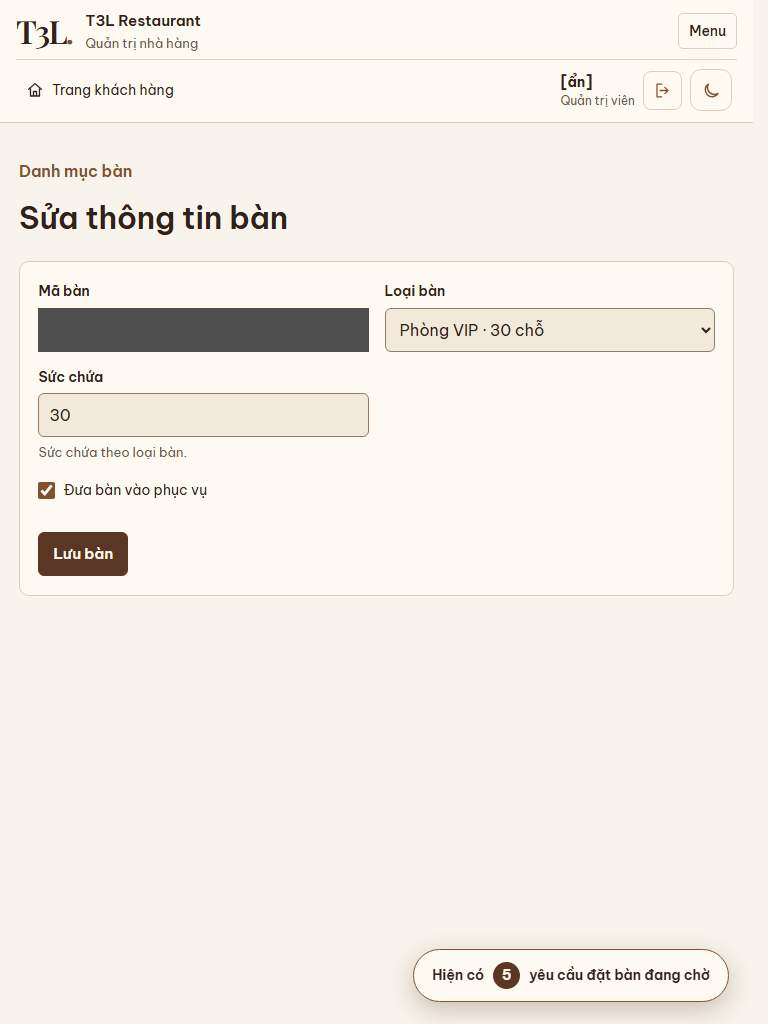 T3L.
T3L Restaurant
Quản trị nhà hàng
Menu
Trang khách hàng
[ẩn]
Quản trị viên
Danh mục bàn
Sửa thông tin bàn
Mã bàn
Loại bàn
Phòng VIP · 30 chỗ
Sức chứa
30
Sức chứa theo loại bàn.
Đưa bàn vào phục vụ
Lưu bàn
Hiện có 5 yêu cầu đặt bàn đang chờ